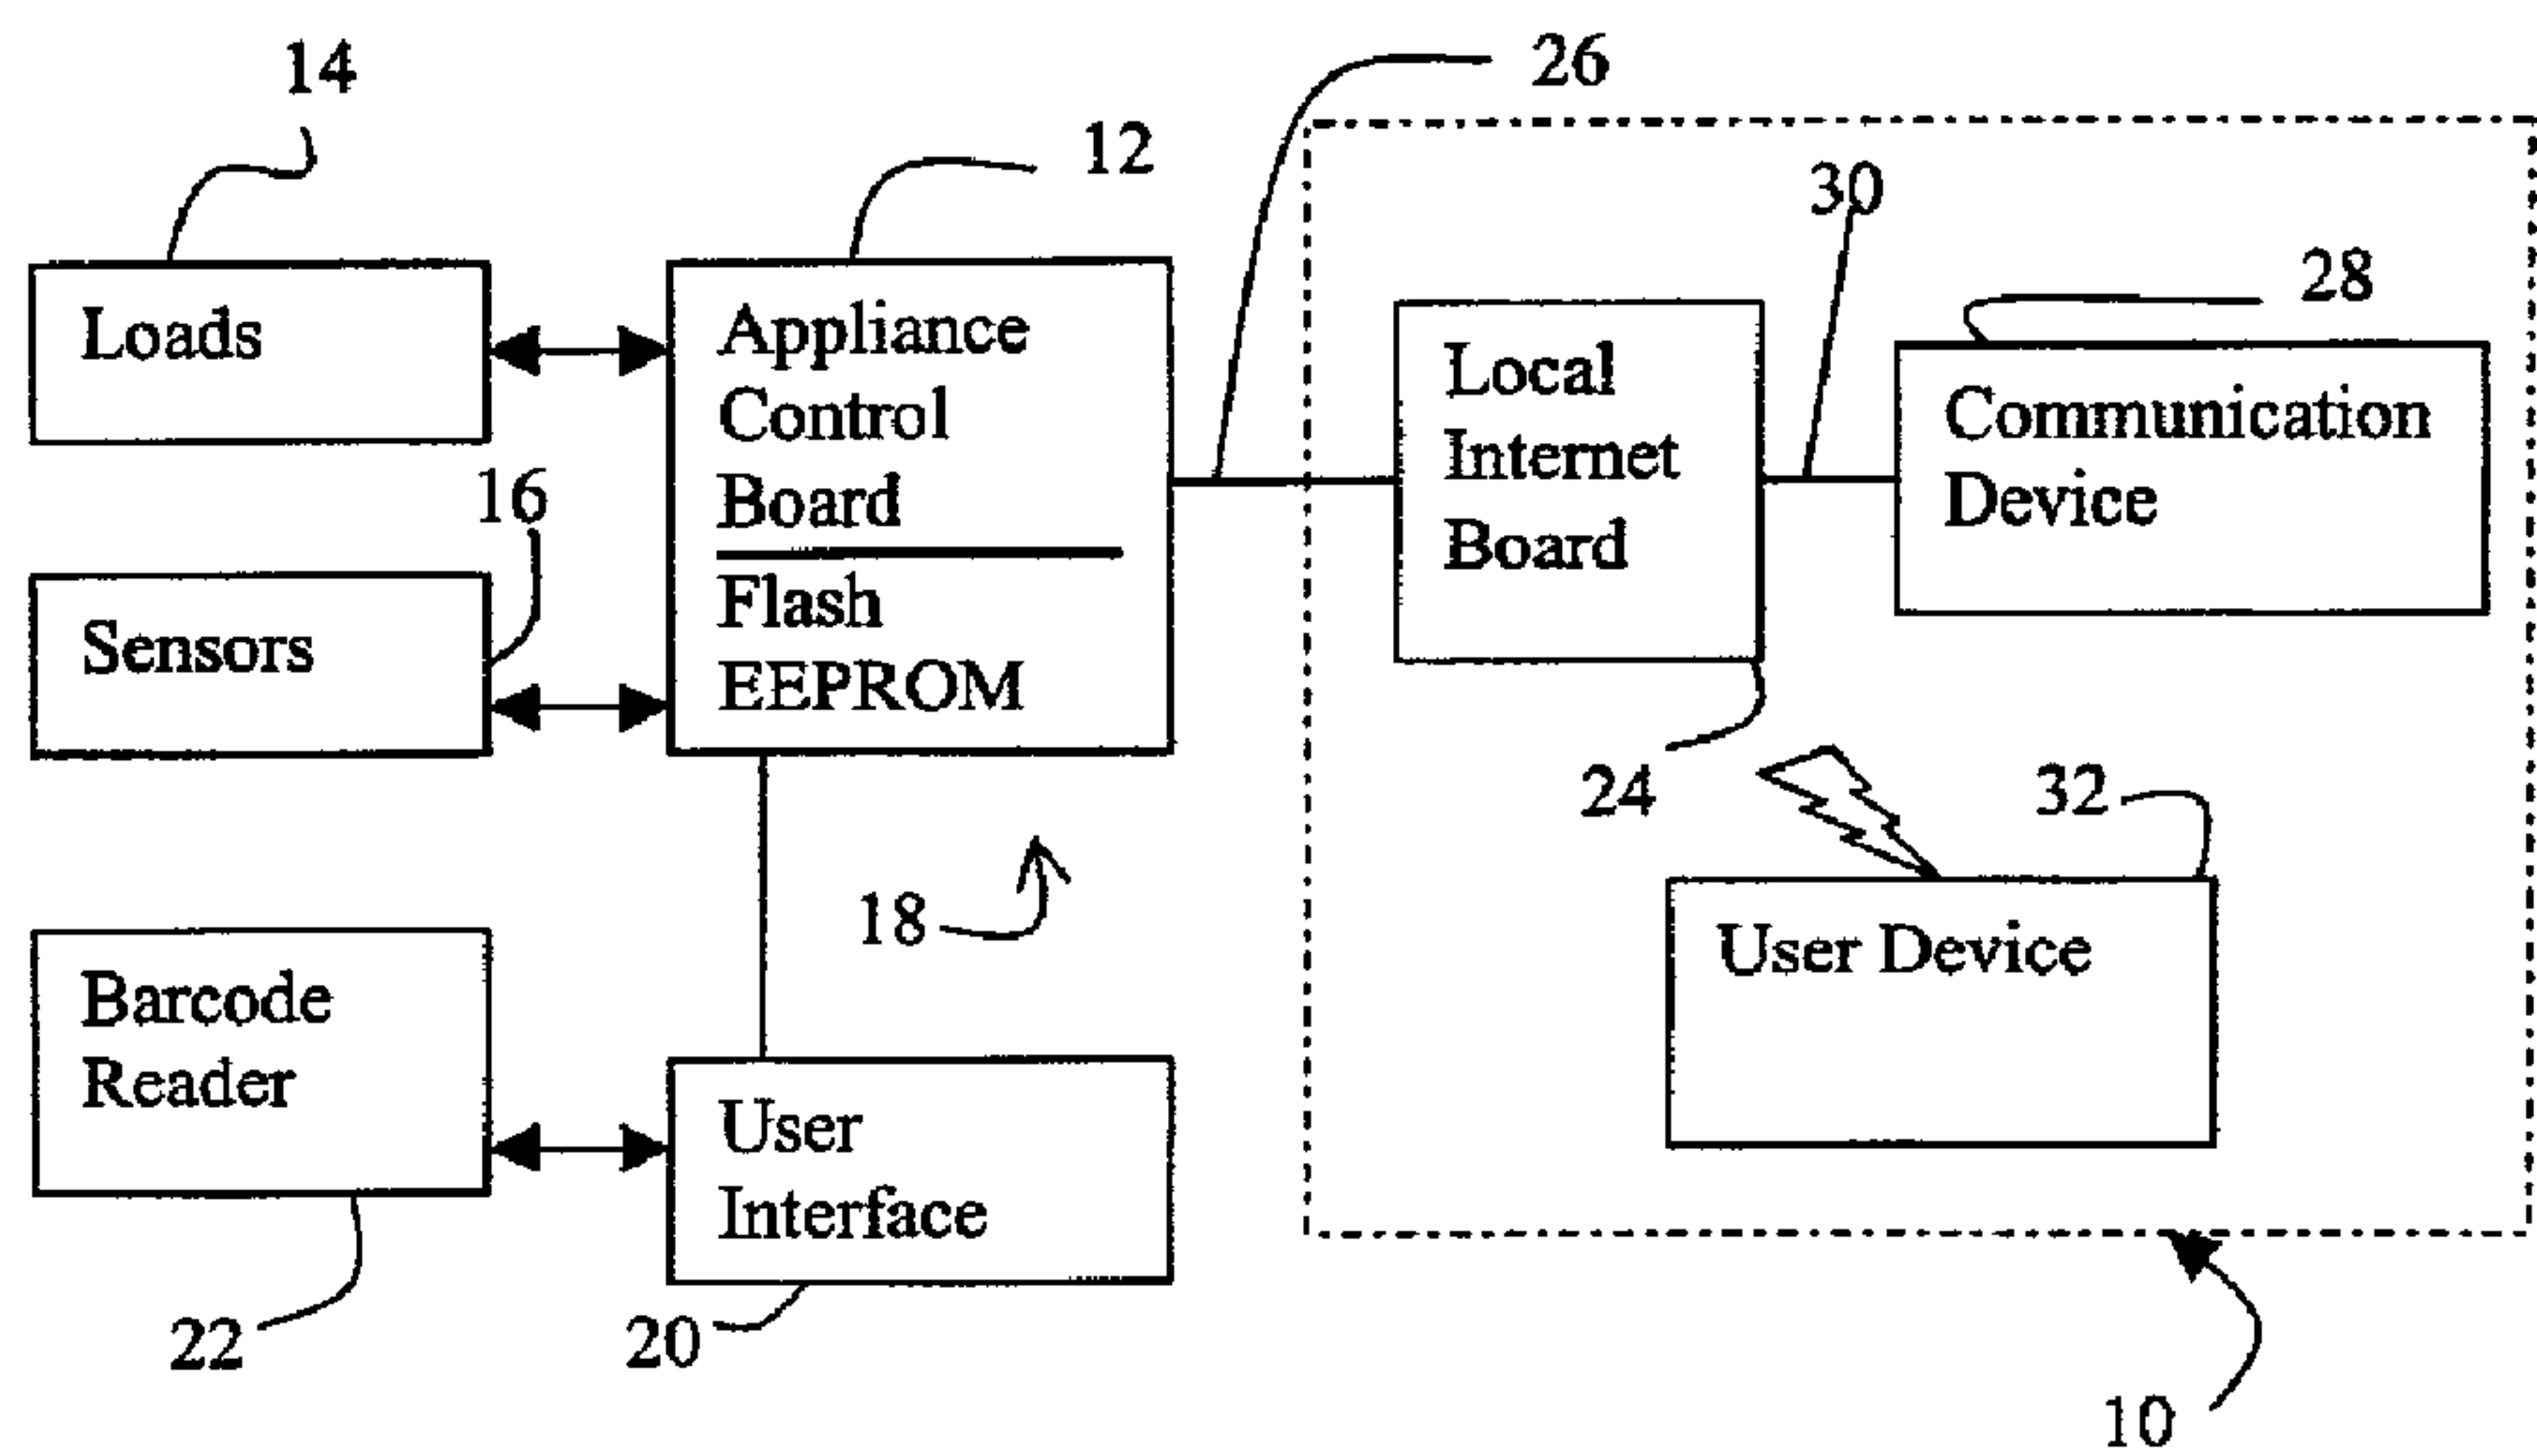 14
26
12
30
28
Loads
Appliance
Control
Board
Flash
EEPROM
Local
Internet
Board
Communication
Device
16
Sensors
24
32
18
User Device
Barcode
Reader
User
Interface
22
20
10